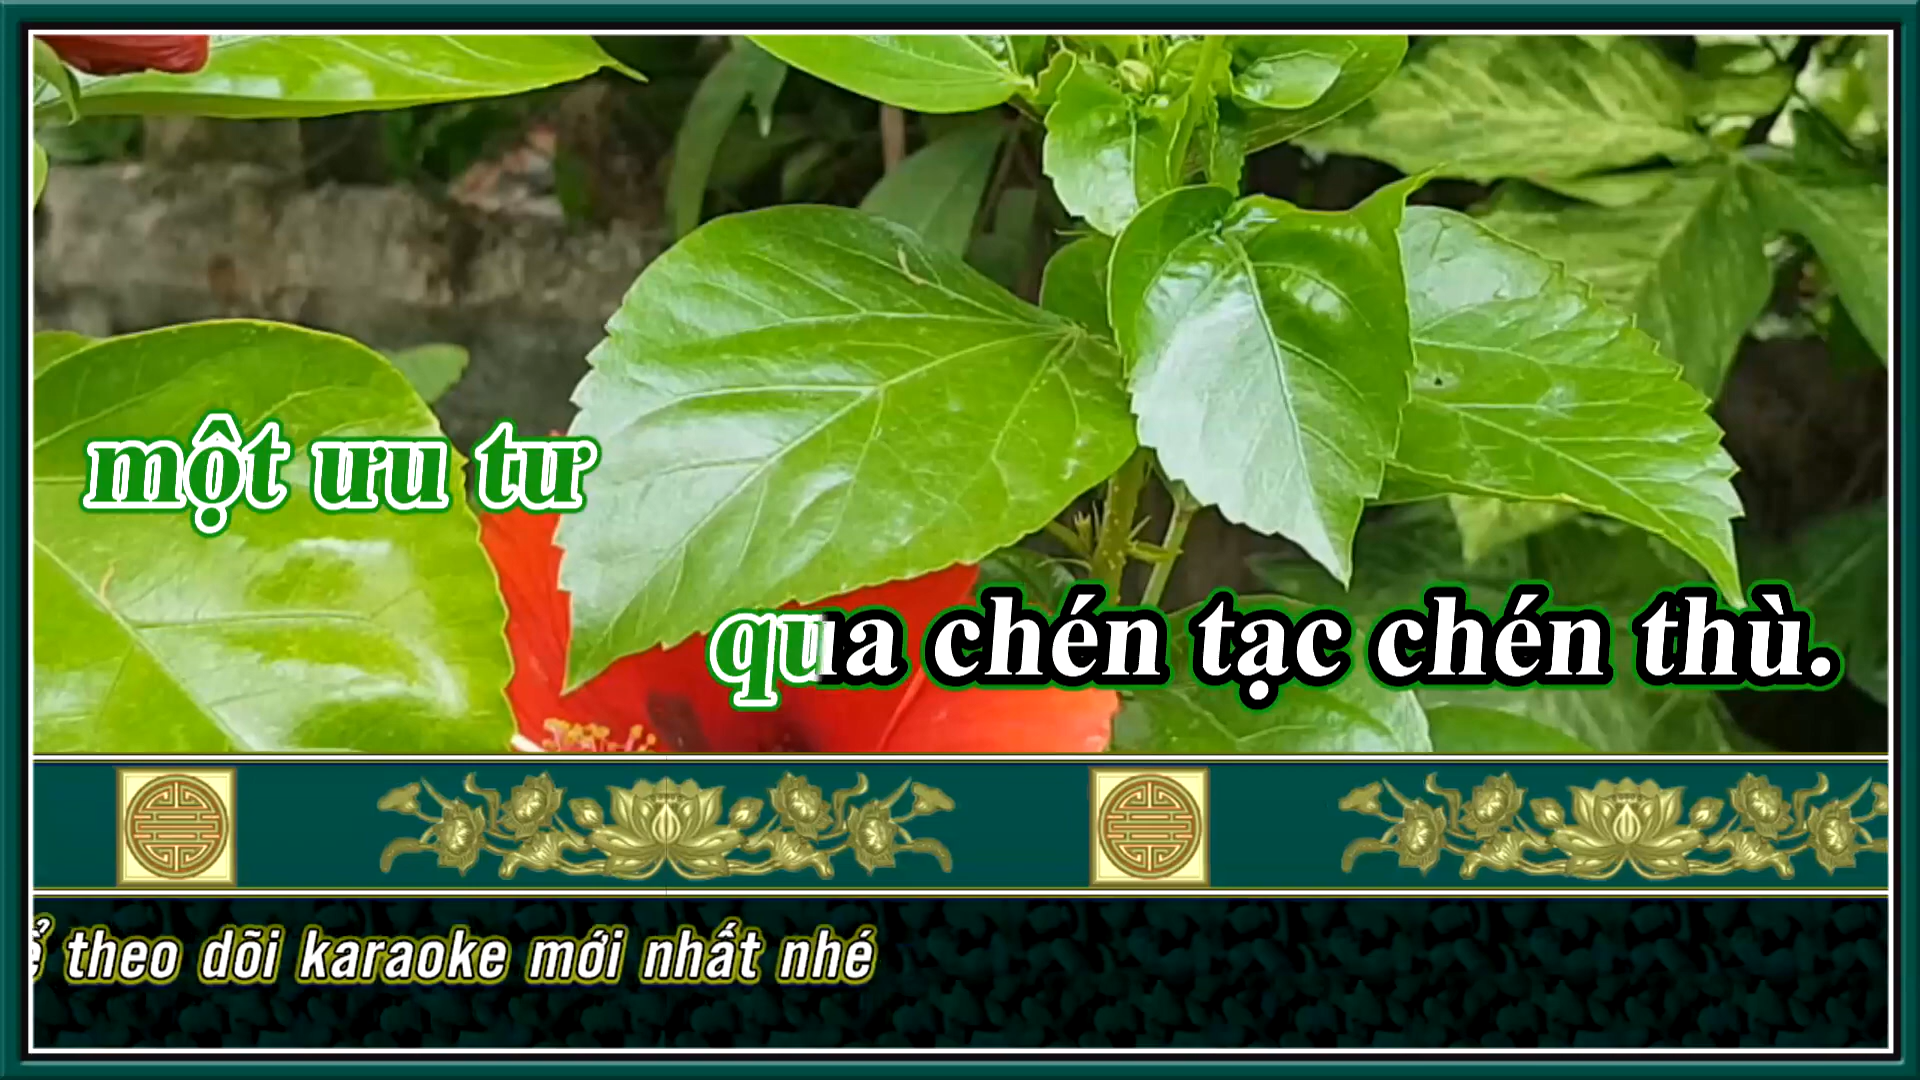 một ưu tư
qua chén tạc chén thù.
theo dõi karaoke mới nhất nhé